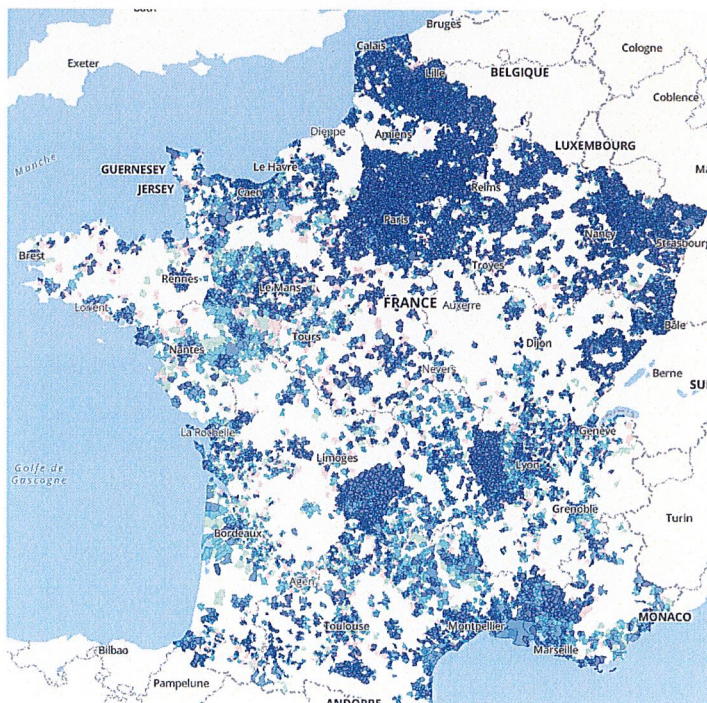 Bruges
Calais
Cologne
Exeter
Lille
BELGIQUE
Coblence
Dieppe
Amiens
LUXEMBOURG
Manche
GUERNESEY
Le Havre
JERSEY
Caen
Reims
Paris
Nancy
Strasbourg
Brest
Rennes
Troyes
Le Mans
Lorient
FRANCE
Auxerre
Bâle
Tours
Dijon
Nantes
Nevers
Berne
SUI
La Rochelle
Genève
Limoges
Lyon
Golfe de
Gascogne
Grenoble
Turin
Bordeaux
Agen
MONACO
Toulouse
Montpellier
Marseille
Bilbao
Pampelune
ANDORRE